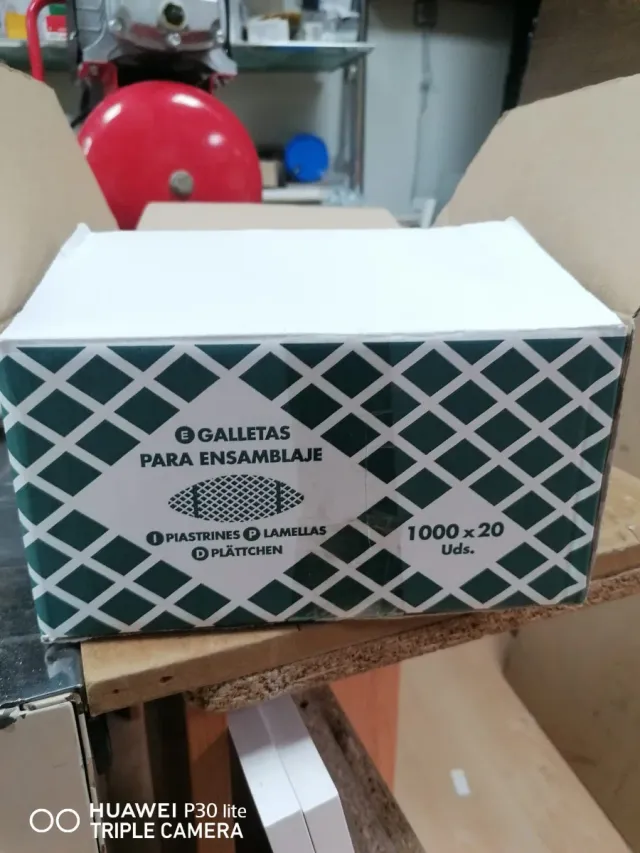 E GALLETAS
PARA ENSAMBLAJE
I PIASTRINES P LAMELLAS
D PLÄTTCHEN
1000 x 20
Uds.
HUAWEI P30 lite
TRIPLE CAMERA